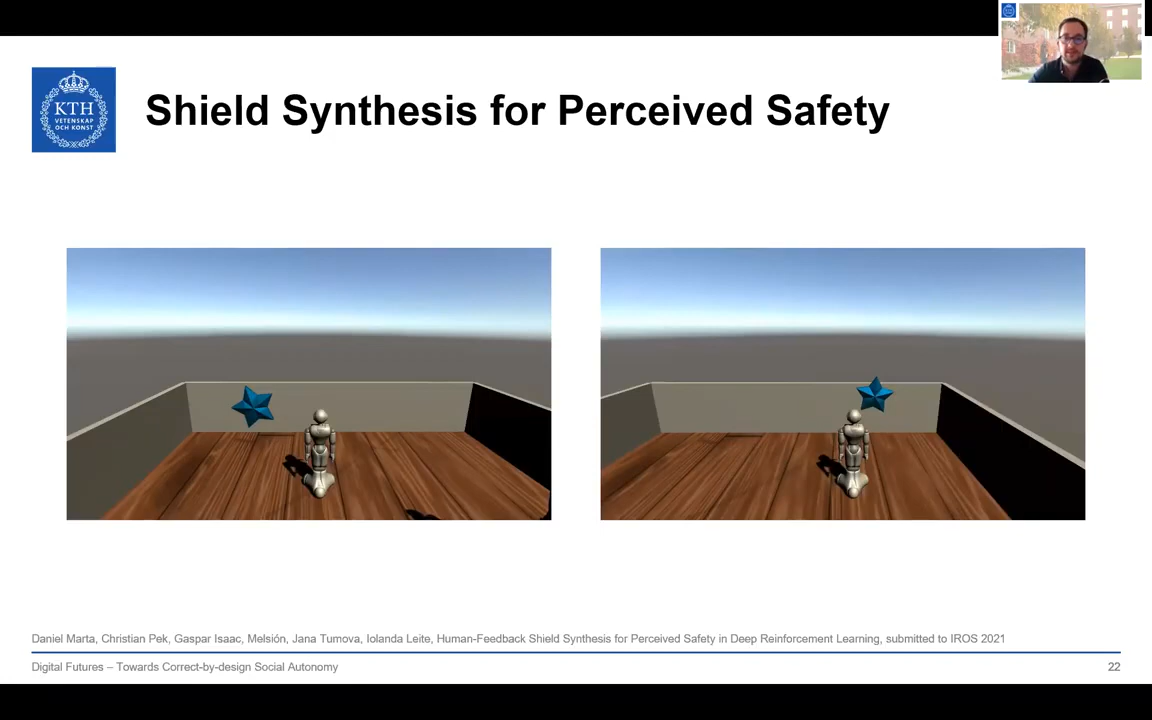 KTH
VETENSKAP
OCH KONST
Shield Synthesis for Perceived Safety
Daniel Marta, Christian Pek, Gaspar Isaac, Melsión, Jana Tumova, Iolanda Leite, Human-Feedback Shield Synthesis for Perceived Safety in Deep Reinforcement Learning, submitted to IROS 2021
Digital Futures – Towards Correct-by-design Social Autonomy
22